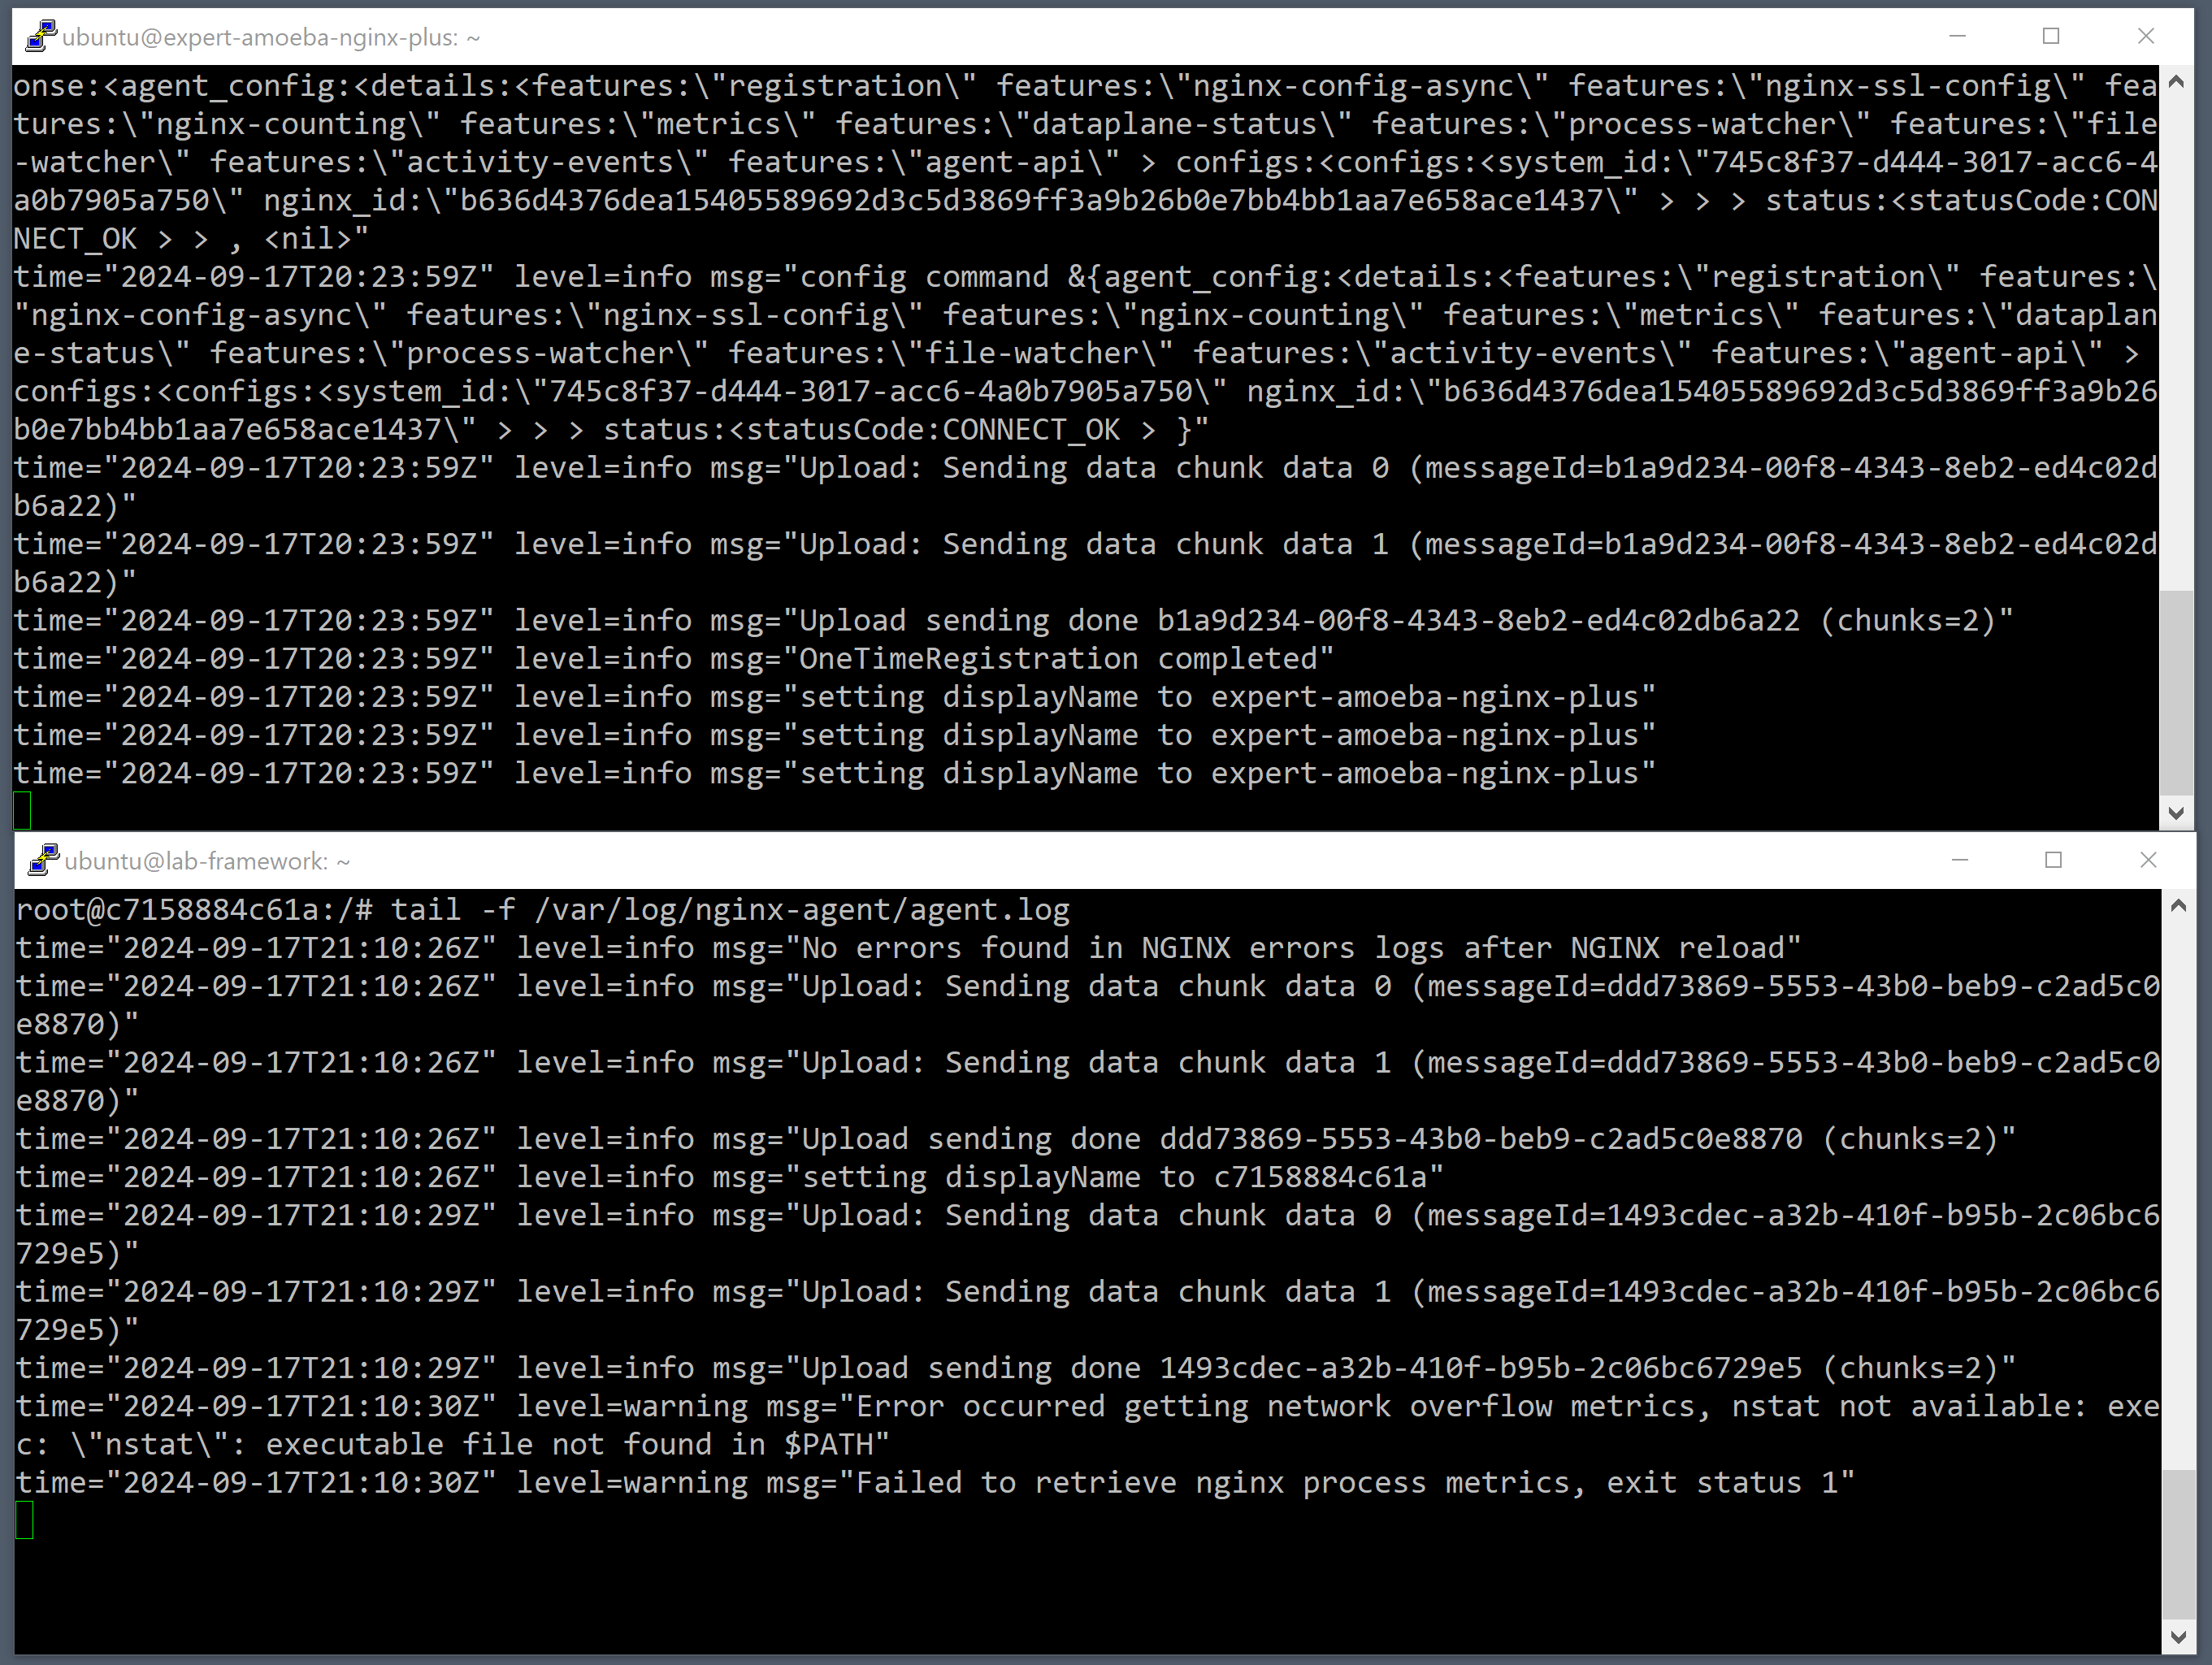 ubuntu@expert-amoeba-nginx-plus: ~
onse:<agent_config:<details:<features:\"registration\" features:\"nginx-config-async\" features:\"nginx-ssl-config\" fea
tures:\"nginx-counting\" features:\"metrics\" features:\"dataplane-status\" features:\"process-watcher\" features:\"file
-watcher\" features:\"activity-events\" features:\"agent-api\" > configs:<configs:<system_id:\"745c8f37-d444-3017-acc6-4
a0b7905a750\" nginx_id:\"b636d4376dea15405589692d3c5d3869ff3a9b26b0e7bb4bb1aa7e658ace1437\" > > > status:<statusCode:CON
NECT_OK > > , <nil>"
time="2024-09-17T20:23:59Z" level=info msg="config command &{agent_config:<details:<features:\"registration\" features:\
"nginx-config-async\" features:\"nginx-ssl-config\" features:\"nginx-counting\" features:\"metrics\" features:\"dataplan
e-status\" features:\"process-watcher\" features:\"file-watcher\" features:\"activity-events\" features:\"agent-api\" >
configs:<configs:<system_id:\"745c8f37-d444-3017-acc6-4a0b7905a750\" nginx_id:\"b636d4376dea15405589692d3c5d3869ff3a9b26
b0e7bb4bb1aa7e658ace1437\" > > > status:<statusCode:CONNECT_OK > }"
time="2024-09-17T20:23:59Z" level=info msg="Upload: Sending data chunk data 0 (messageId=b1a9d234-00f8-4343-8eb2-ed4c02d
b6a22)"
time="2024-09-17T20:23:59Z" level=info msg="Upload: Sending data chunk data 1 (messageId=b1a9d234-00f8-4343-8eb2-ed4c02d
b6a22)"
time="2024-09-17T20:23:59Z" level=info msg="Upload sending done b1a9d234-00f8-4343-8eb2-ed4c02db6a22 (chunks=2)"
time="2024-09-17T20:23:59Z" level=info msg="OneTimeRegistration completed"
time="2024-09-17T20:23:59Z" level=info msg="setting displayName to expert-amoeba-nginx-plus"
time="2024-09-17T20:23:59Z" level=info msg="setting displayName to expert-amoeba-nginx-plus"
time="2024-09-17T20:23:59Z" level=info msg="setting displayName to expert-amoeba-nginx-plus"
ubuntu@lab-framework: ~
root@c7158884c61a:/# tail -f /var/log/nginx-agent/agent.log
time="2024-09-17T21:10:26Z" level=info msg="No errors found in NGINX errors logs after NGINX reload"
time="2024-09-17T21:10:26Z" level=info msg="Upload: Sending data chunk data 0 (messageId=ddd73869-5553-43b0-beb9-c2ad5c0
e8870)"
time="2024-09-17T21:10:26Z" level=info msg="Upload: Sending data chunk data 1 (messageId=ddd73869-5553-43b0-beb9-c2ad5c0
e8870)"
time="2024-09-17T21:10:26Z" level=info msg="Upload sending done ddd73869-5553-43b0-beb9-c2ad5c0e8870 (chunks=2)"
time="2024-09-17T21:10:26Z" level=info msg="setting displayName to c7158884c61a"
time="2024-09-17T21:10:29Z" level=info msg="Upload: Sending data chunk data 0 (messageId=1493cdec-a32b-410f-b95b-2c06bc6
729e5)"
time="2024-09-17T21:10:29Z" level=info msg="Upload: Sending data chunk data 1 (messageId=1493cdec-a32b-410f-b95b-2c06bc6
729e5)"
time="2024-09-17T21:10:29Z" level=info msg="Upload sending done 1493cdec-a32b-410f-b95b-2c06bc6729e5 (chunks=2)"
time="2024-09-17T21:10:30Z" level=warning msg="Error occurred getting network overflow metrics, nstat not available: exe
c: \"nstat\": executable file not found in $PATH"
time="2024-09-17T21:10:30Z" level=warning msg="Failed to retrieve nginx process metrics, exit status 1"